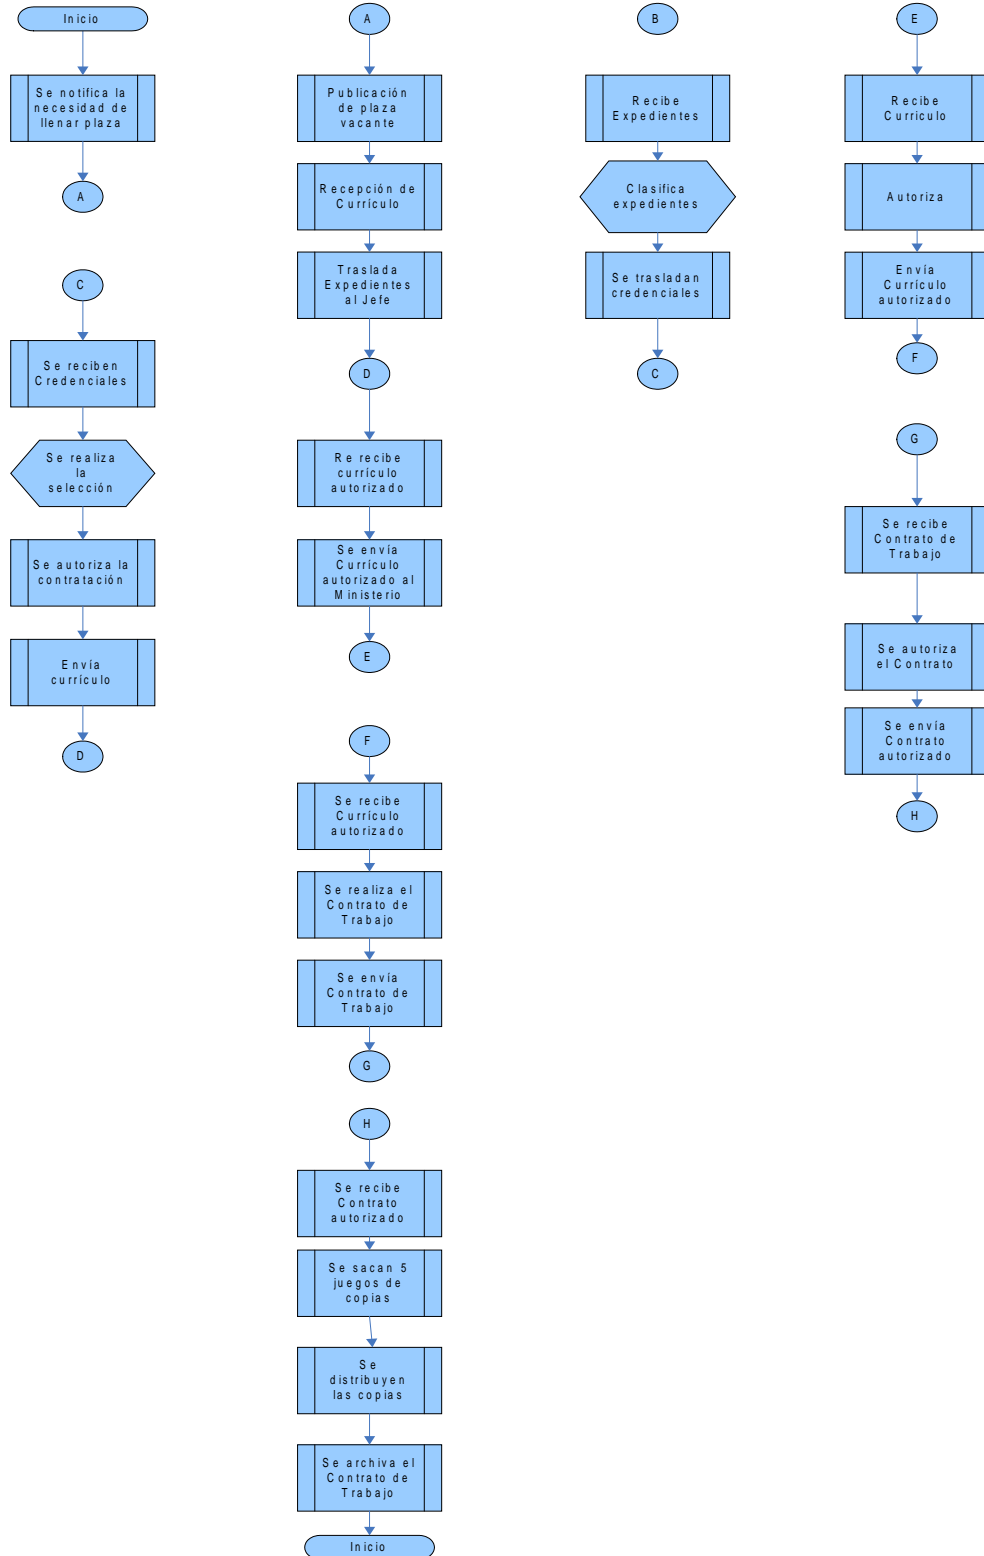 Inicio
Se notifica la
necesidad de
llenar plaza
A
C
Se reciben
Credenciales
Se realiza
la
selección
Se autoriza la
contratación
Envía
currículo
D
A
Publicación
de plaza
vacante
Recepción de
Currículo
Traslada
Expedientes
al Jefe
D
Re recibe
currículo
autorizado
Se envía
Currículo
autorizado al
Ministerio
E
F
Se recibe
Currículo
autorizado
Se realiza el
Contrato de
Trabajo
Se envía
Contrato de
Trabajo
G
H
Se recibe
Contrato
autorizado
Se sacan 5
juegos de
copias
Se
distribuyen
las copias
Se archiva el
Contrato de
Trabajo
Inicio
B
Recibe
Expedientes
Clasifica
expedientes
Se trasladan
credenciales
C
E
Recibe
Curriculo
Autoriza
Envía
Currículo
autorizado
F
G
Se recibe
Contrato de
Trabajo
Se autoriza
el Contrato
Se envía
Contrato
autorizado
H